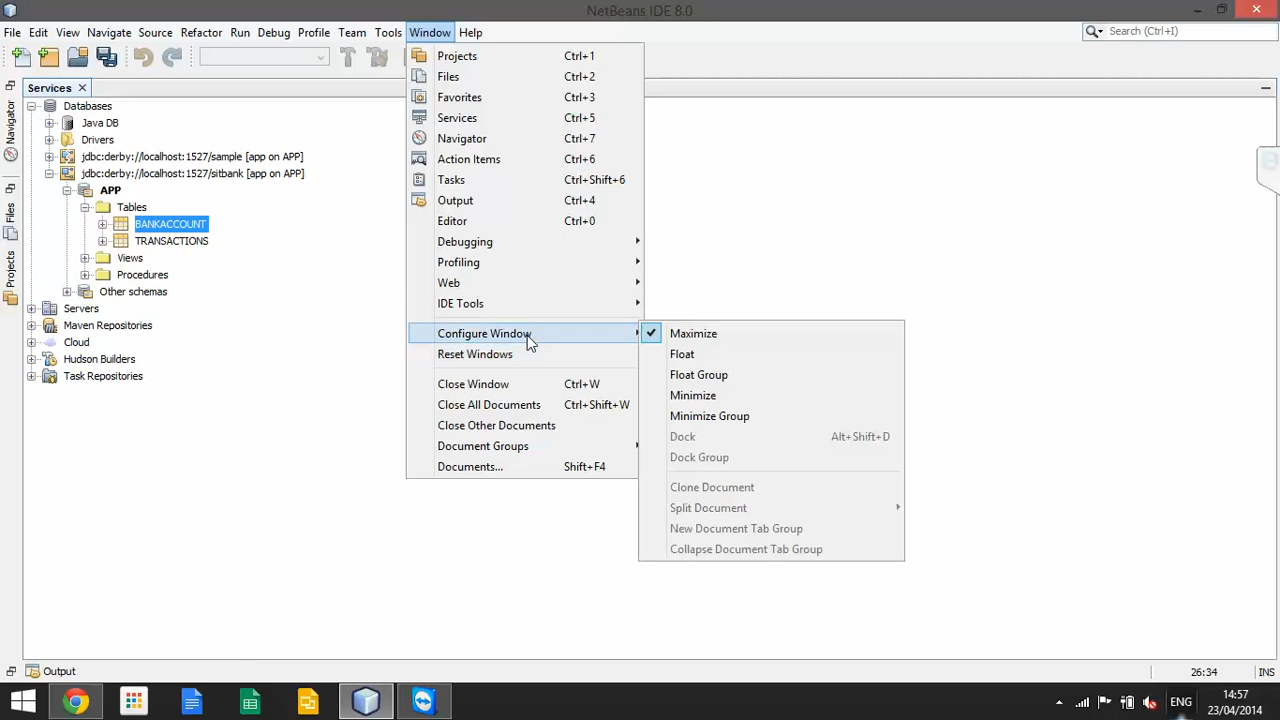 NetBeans IDE 8.0
File Edit View Navigate Source Refactor Run Debug Profile Team Tools Window Help
Search (Ctrl+I)
Services
Navigator
Files
Projects
Databases
Java DB
Drivers
jdbc:derby://localhost:1527/sample [app on APP]
jdbc:derby://localhost:1527/sitbank [app on APP]
APP
Tables
BANKACCOUNT
TRANSACTIONS
Views
Procedures
Other schemas
Servers
Maven Repositories
Cloud
Hudson Builders
Task Repositories
Projects Ctrl+1
Files Ctrl+2
Favorites Ctrl+3
Services Ctrl+5
Navigator Ctrl+7
Action Items Ctrl+6
Tasks Ctrl+Shift+6
Output Ctrl+4
Editor Ctrl+0
Debugging
Profiling
Web
IDE Tools
Configure Window
Reset Windows
Close Window Ctrl+W
Close All Documents Ctrl+Shift+W
Close Other Documents
Document Groups
Documents... Shift+F4
Maximize
Float
Float Group
Minimize
Minimize Group
Dock Alt+Shift+D
Dock Group
Clone Document
Split Document
New Document Tab Group
Collapse Document Tab Group
Output
26:34 INS
ENG
14:57
23/04/2014